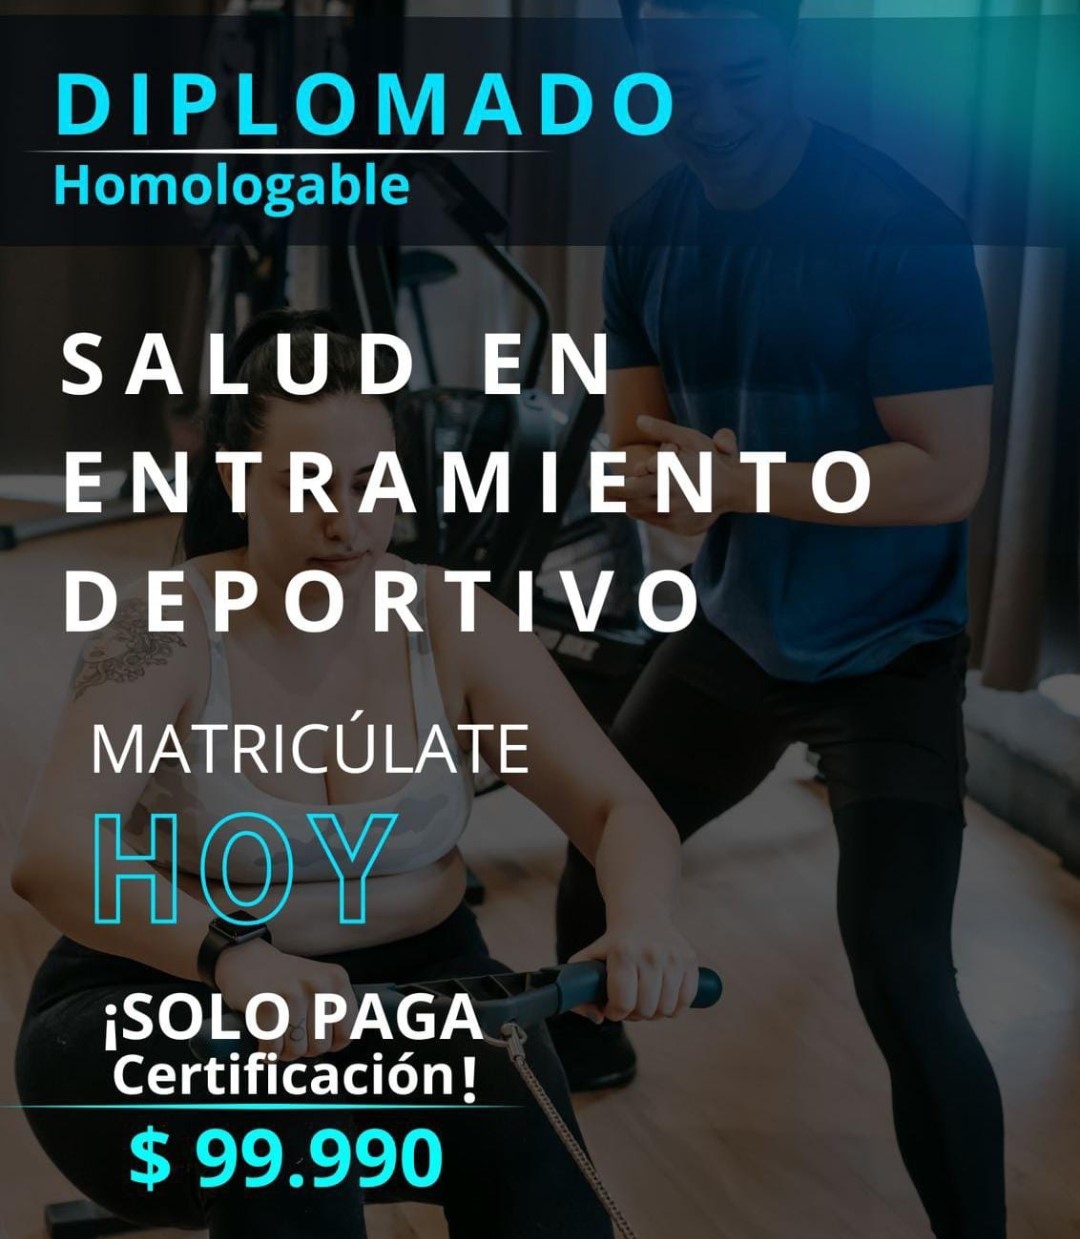 DIPLOMADO
Homologable
SALUD EN
ENTRAMIENTO
DEPORTIVO
MATRICÚLATE
HOY
¡SOLO PAGA
Certificación!
$ 99.990